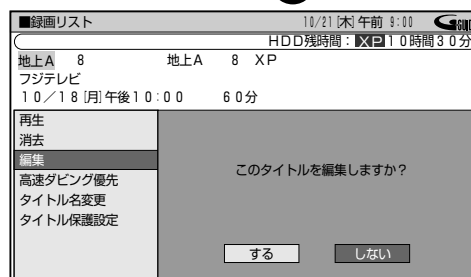 ■録画リスト 10/21[木]午前 9:00 GGUIDE
HDD残時間：XP10時間30分
地上A 8 地上A 8 XP
フジテレビ
10／18[月]午後10:00 60分
再生
消去
編集
高速ダビング優先
タイトル名変更
タイトル保護設定
このタイトルを編集しますか？
する しない